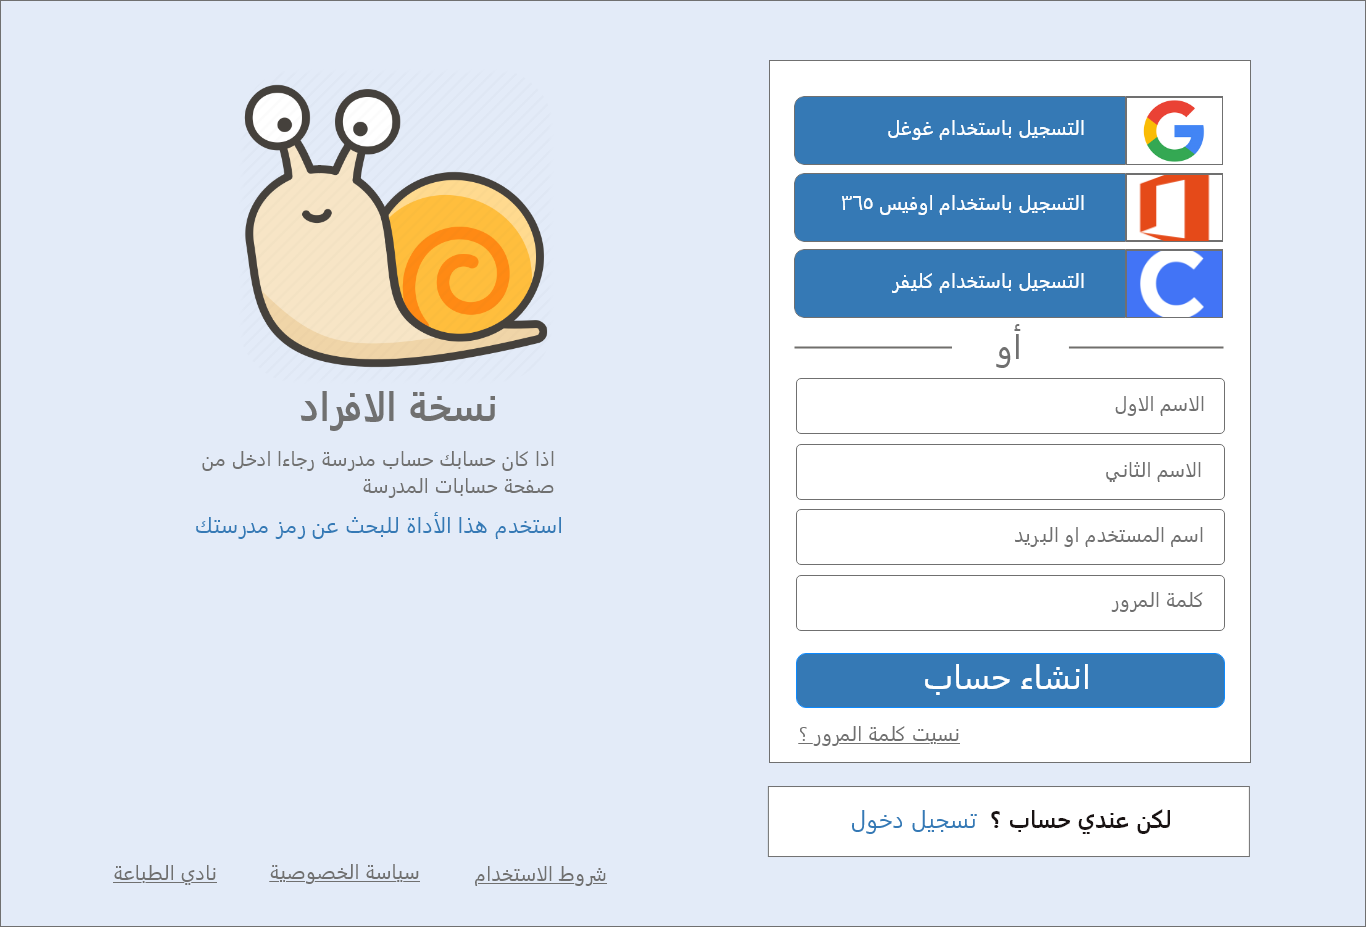 التسجيل باستخدام غوغل
التسجيل باستخدام اوفيس ٣٦٥
التسجيل باستخدام كليفر
أو
الاسم الاول
الاسم الثاني
اسم المستخدم او البريد
كلمة المرور
انشاء حساب
نسيت كلمة المرور ؟
لكن عندي حساب ؟ تسجيل دخول
نسخة الافراد
اذا كان حسابك حساب مدرسة رجاءا ادخل من
صفحة حسابات المدرسة
استخدم هذا الأداة للبحث عن رمز مدرستك
شروط الاستخدام
سياسة الخصوصية
نادي الطباعة